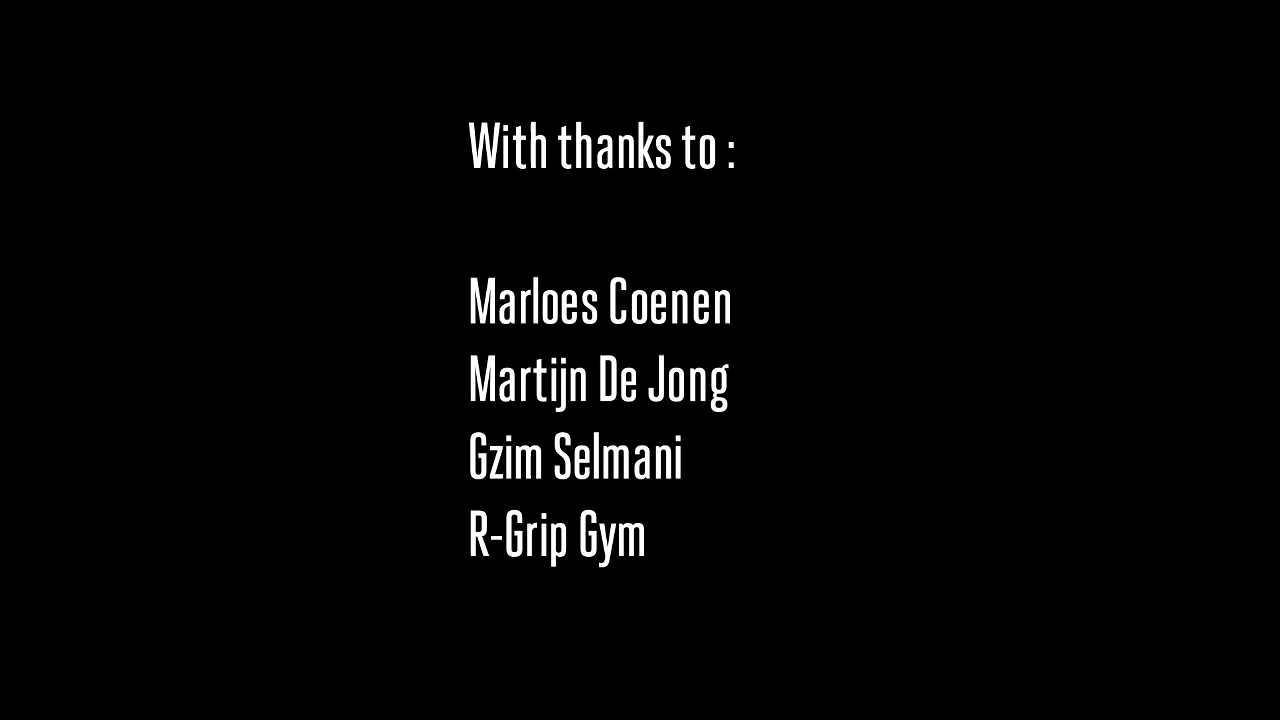 With thanks to :
Marloes Coenen
Martijn De Jong
Gzim Selmani
R-Grip Gym